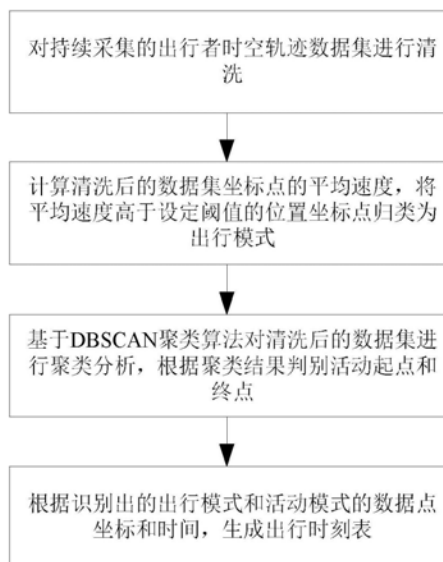 对持续采集的出行者时空轨迹数据集进行清
洗
计算清洗后的数据集坐标点的平均速度，将
平均速度高于设定阈值的位置坐标点归类为
出行模式
基于DBSCAN聚类算法对清洗后的数据集进
行聚类分析，根据聚类结果判别活动起点和
终点
根据识别出的出行模式和活动模式的数据点
坐标和时间，生成出行时刻表